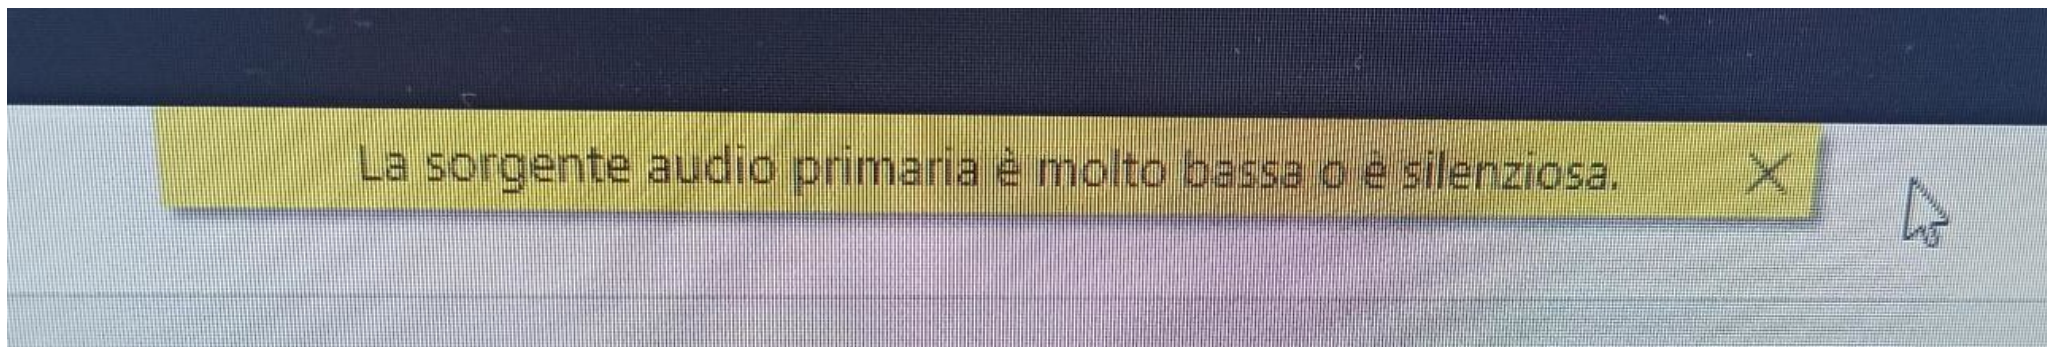 La sorgente audio primaria è molto bassa o è silenziosa.